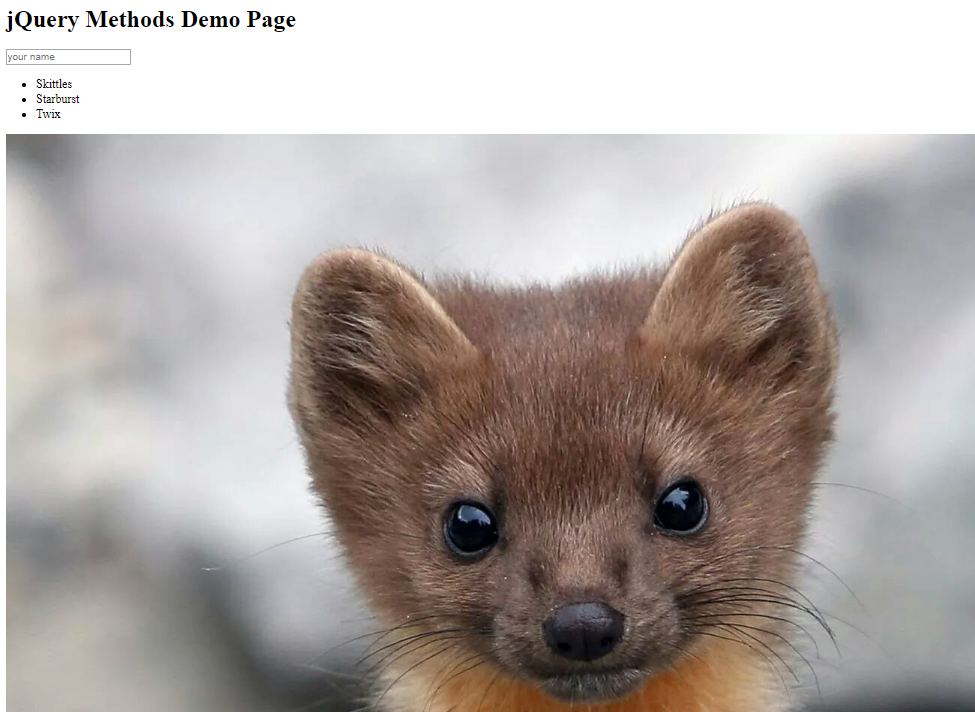 jQuery Methods Demo Page
your name
Skittles
Starburst
Twix